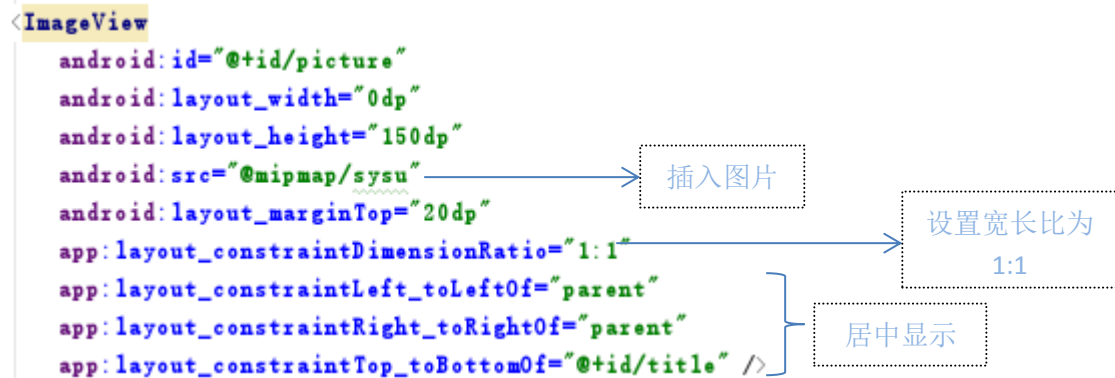 <ImageView
android:id="@+id/picture"
android:layout_width="0dp"
android:layout_height="150dp"
android:src="@mipmap/sysu"
插入图片
android:layout_marginTop="20dp"
app:layout_constraintDimensionRatio="1:1"
设置宽长比为
1:1
app:layout_constraintLeft_toLeftOf="parent"
app:layout_constraintRight_toRightOf="parent"
居中显示
app:layout_constraintTop_toBottomOf="@+id/title" />